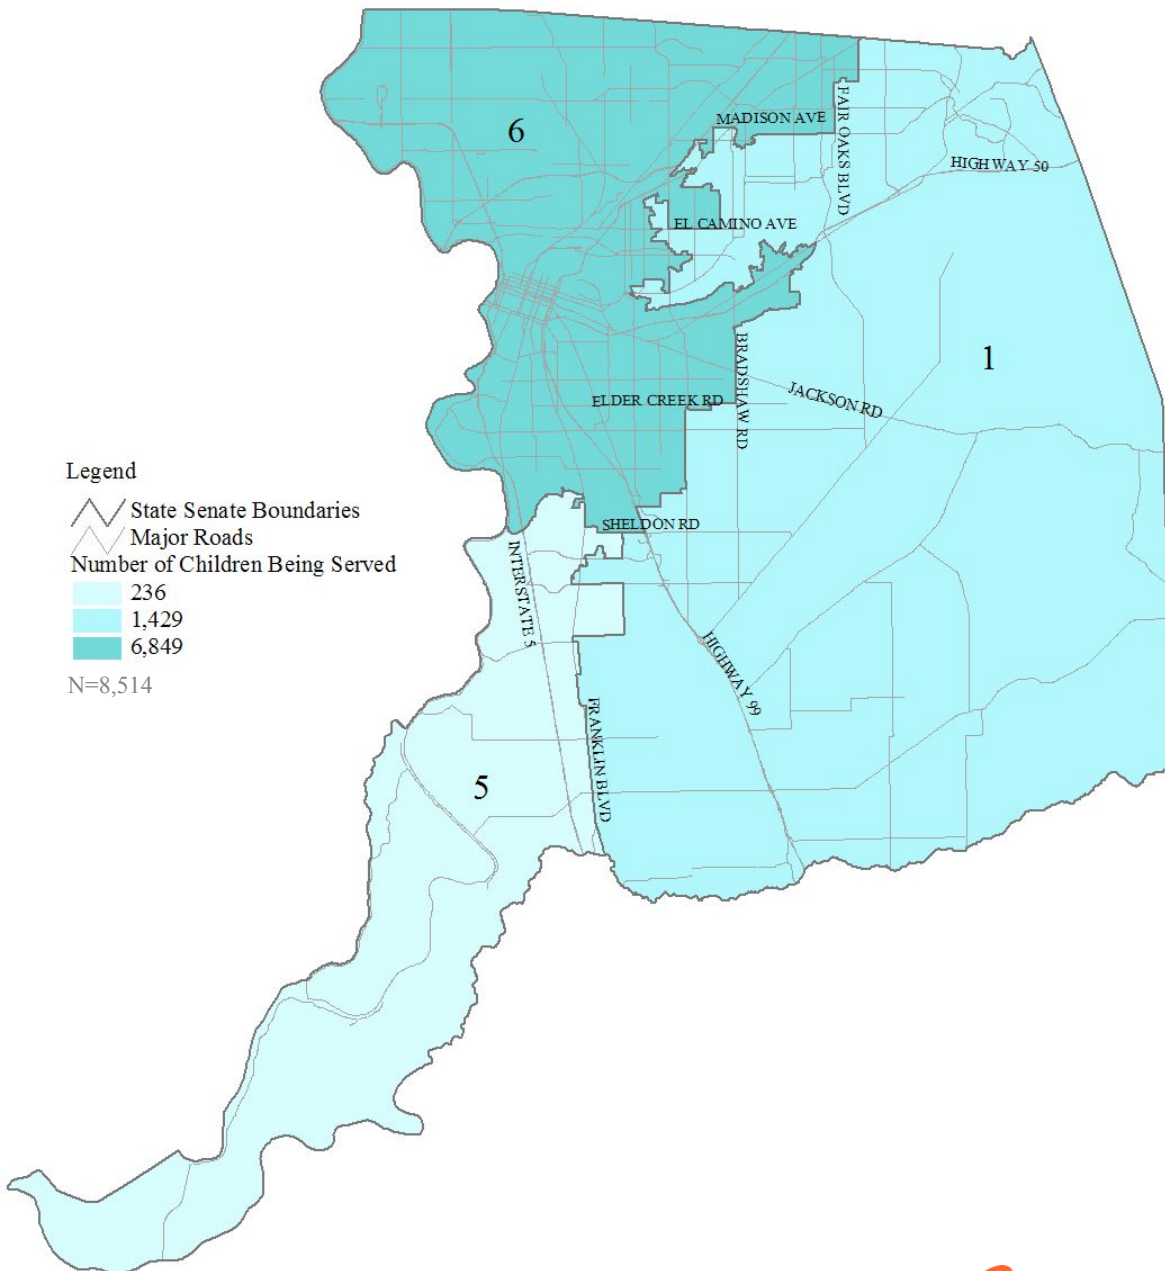 6
MADISON AVE
FAIR OAKS BLVD
HIGHWAY 50
EL CAMINO AVE
1
BRADSHAW RD
JACKSON RD
ELDER CREEK RD
Legend
State Senate Boundaries
Major Roads
Number of Children Being Served
236
1,429
6,849
N=8,514
SHELDON RD
INTERSTATE 5
HIGHWAY 99
FRANKLIN BLVD
5